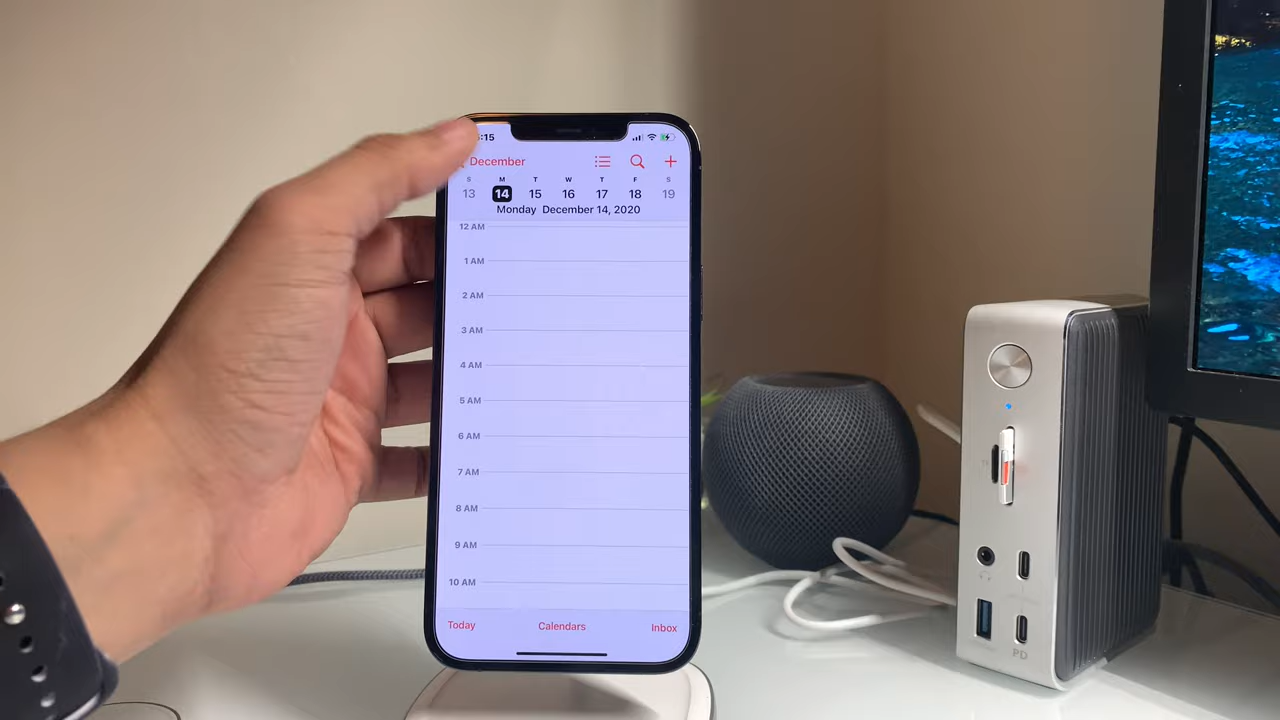 :15
December
S M T W T F S
13 14 15 16 17 18 19
Monday December 14, 2020
12 AM
1 AM
2 AM
3 AM
4 AM
5 AM
6 AM
7 AM
8 AM
9 AM
10 AM
Today Calendars Inbox
PD